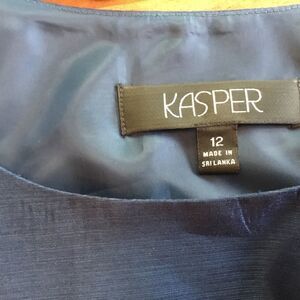 KASPER
12
MADE IN
SRI LANKA